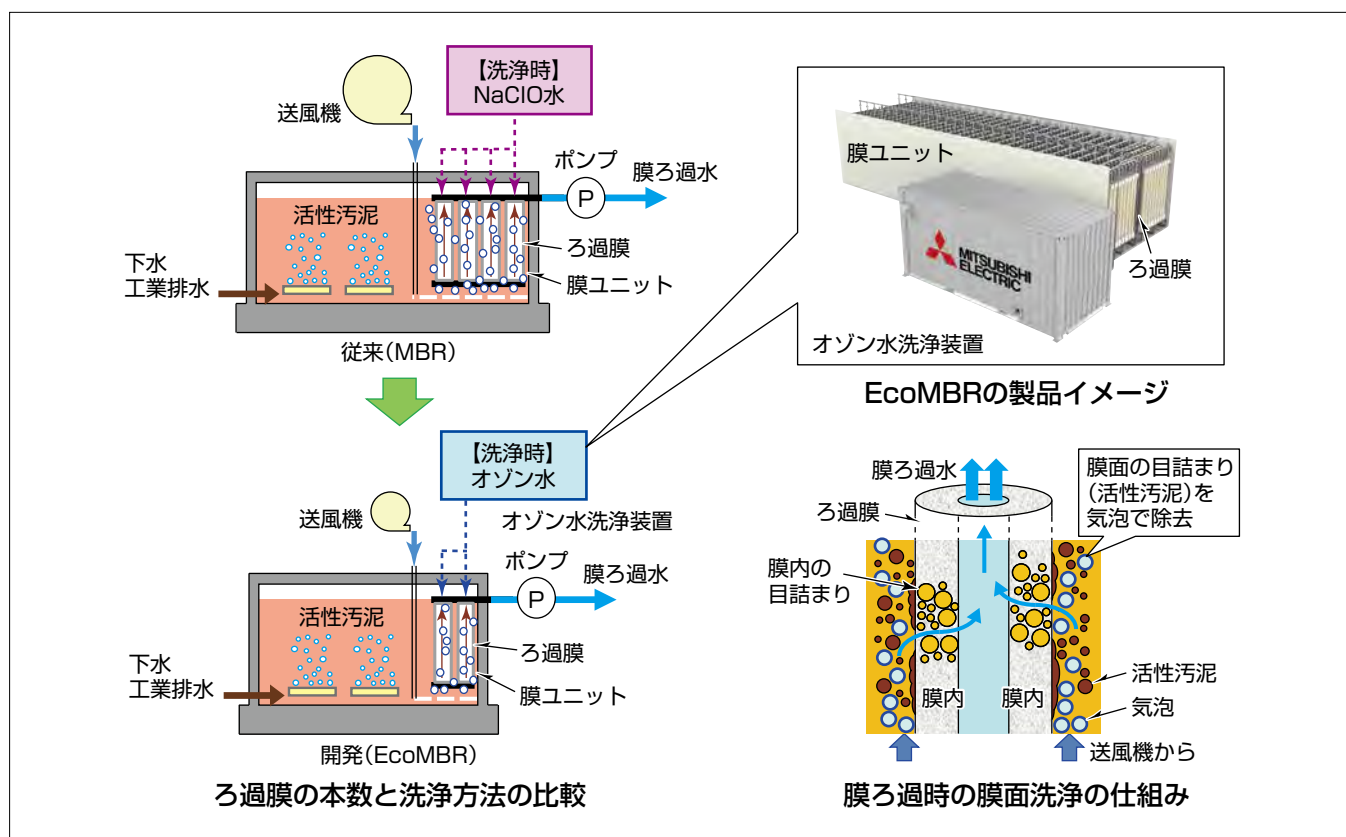 【洗浄時】
NaClO水
送風機
ポンプ
P
膜ろ過水
活性汚泥
ろ過膜
膜ユニット
下水
工業排水
従来(MBR)
【洗浄時】
オゾン水
送風機
オゾン水洗浄装置
ポンプ
P
膜ろ過水
活性汚泥
ろ過膜
膜ユニット
下水
工業排水
開発(EcoMBR)
ろ過膜の本数と洗浄方法の比較
膜ユニット
MITSUBISHI
ELECTRIC
ろ過膜
オゾン水洗浄装置
EcoMBRの製品イメージ
膜ろ過水
膜面の目詰まり
(活性汚泥)を
気泡で除去
ろ過膜
膜内の
目詰まり
膜内
膜内
活性汚泥
気泡
送風機から
膜ろ過時の膜面洗浄の仕組み